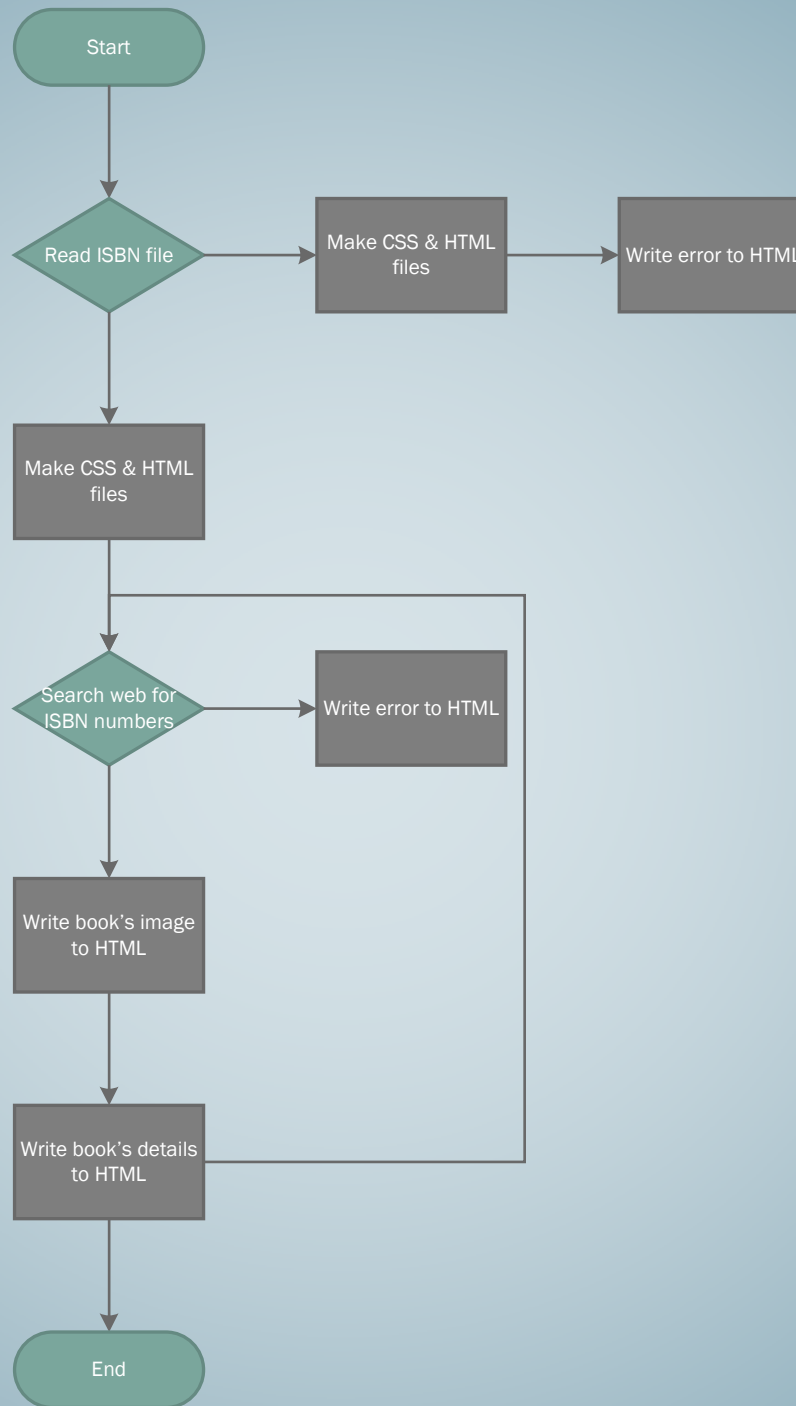 Start
Read ISBN file
Make CSS & HTML
files
Write error to HTML
Make CSS & HTML
files
Search web for
ISBN numbers
Write error to HTML
Write book's image
to HTML
Write book's details
to HTML
End